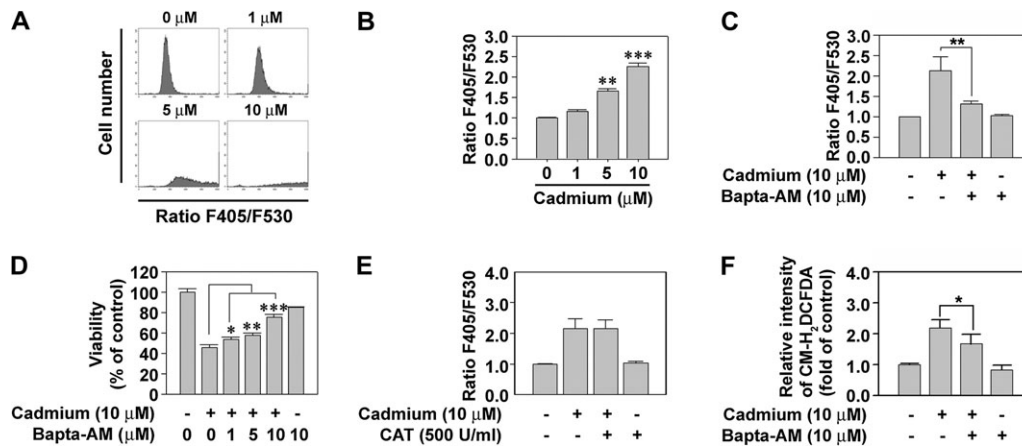 A
0 μM 1 μM
5 μM 10 μM
Cell number
Ratio F405/F530
B
Ratio F405/F530
3.0
2.5
2.0
1.5
1.0
0.5
0.0
** ***
0 1 5 10
Cadmium (μM)
C
Ratio F405/F530
3.0
2.5
2.0
1.5
1.0
0.5
0.0
**
Cadmium (10 μM) - + + -
Bapta-AM (10 μM) - - + +
D
Viability
(% of control)
120
100
80
60
40
20
0
* ** ***
Cadmium (10 μM) - + + + + -
Bapta-AM (μM) 0 0 1 5 10 10
E
Ratio F405/F530
4.0
3.0
2.0
1.0
0.0
Cadmium (10 μM) - + + -
CAT (500 U/ml) - - + +
F
Relative intensity
of CM-H₂DCFDA
(fold of control)
4.0
3.0
2.0
1.0
0.0
*
Cadmium (10 μM) - + + -
Bapta-AM (10 μM) - - + +